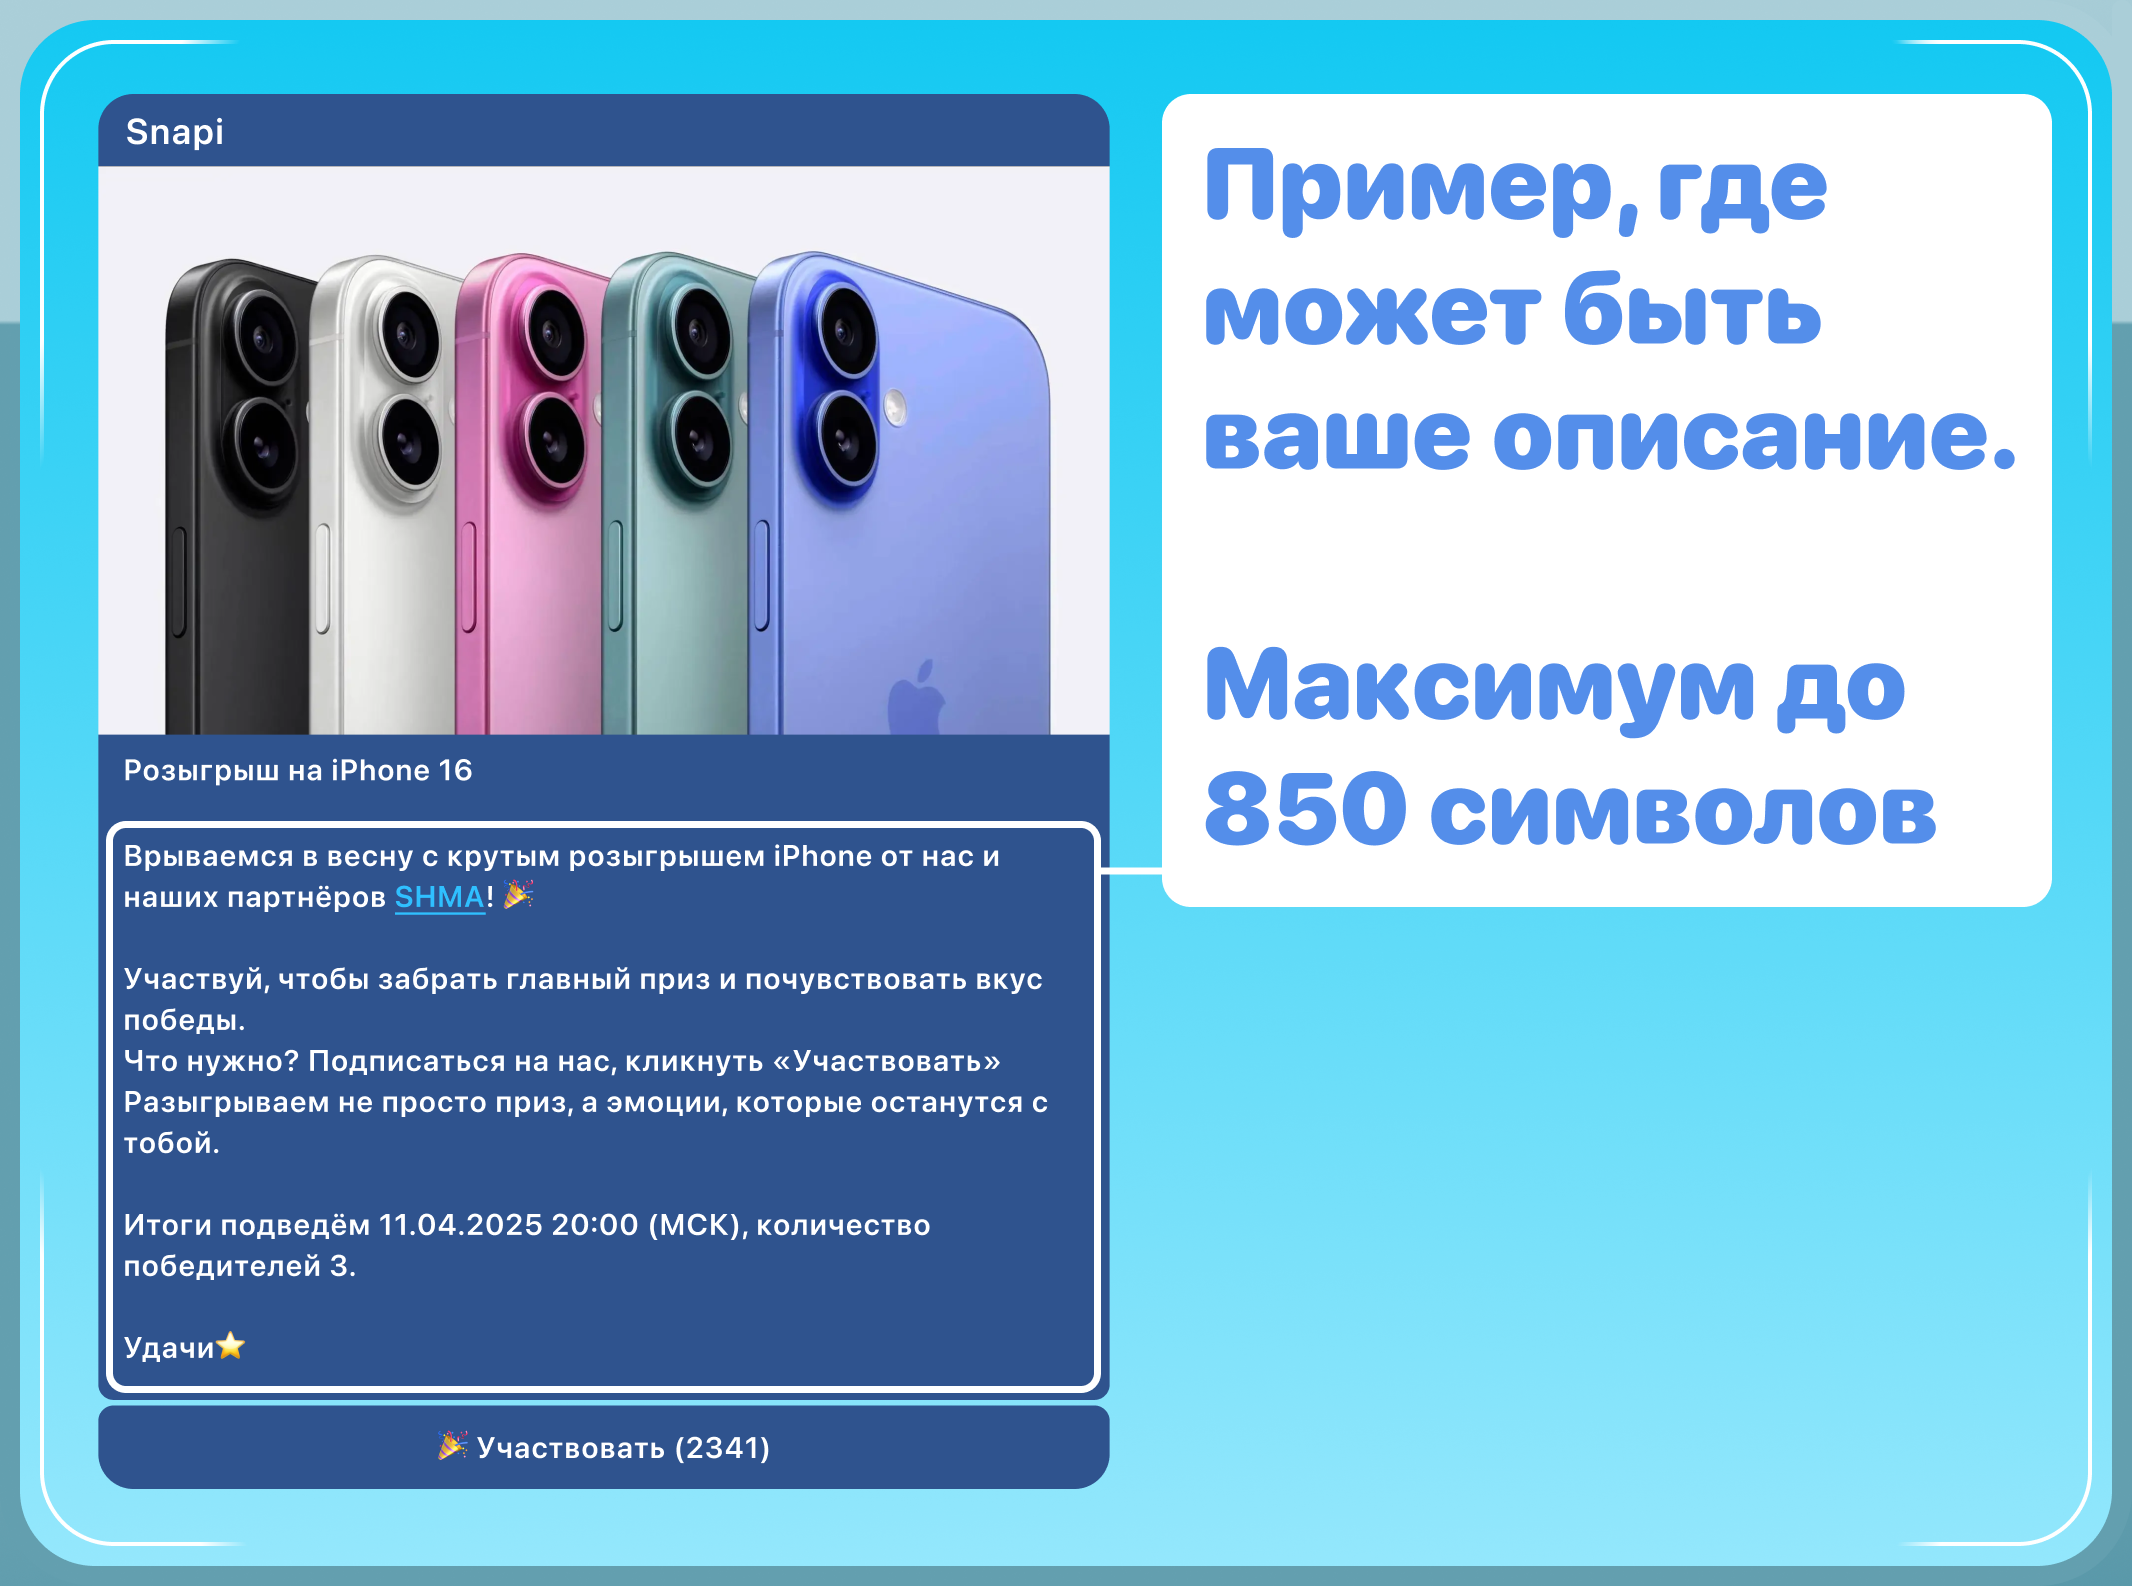 Snapi
Розыгрыш на iPhone 16
Врываемся в весну с крутым розыгрышем iPhone от нас и
наших партнёров SHMA! 🎉
Участвуй, чтобы забрать главный приз и почувствовать вкус
победы.
Что нужно? Подписаться на нас, кликнуть «Участвовать»
Разыгрываем не просто приз, а эмоции, которые останутся с
тобой.
Итоги подведём 11.04.2025 20:00 (МСК), количество
победителей 3.
Удачи⭐
🎉 Участвовать (2341)
Пример, где
может быть
ваше описание.
Максимум до
850 символов